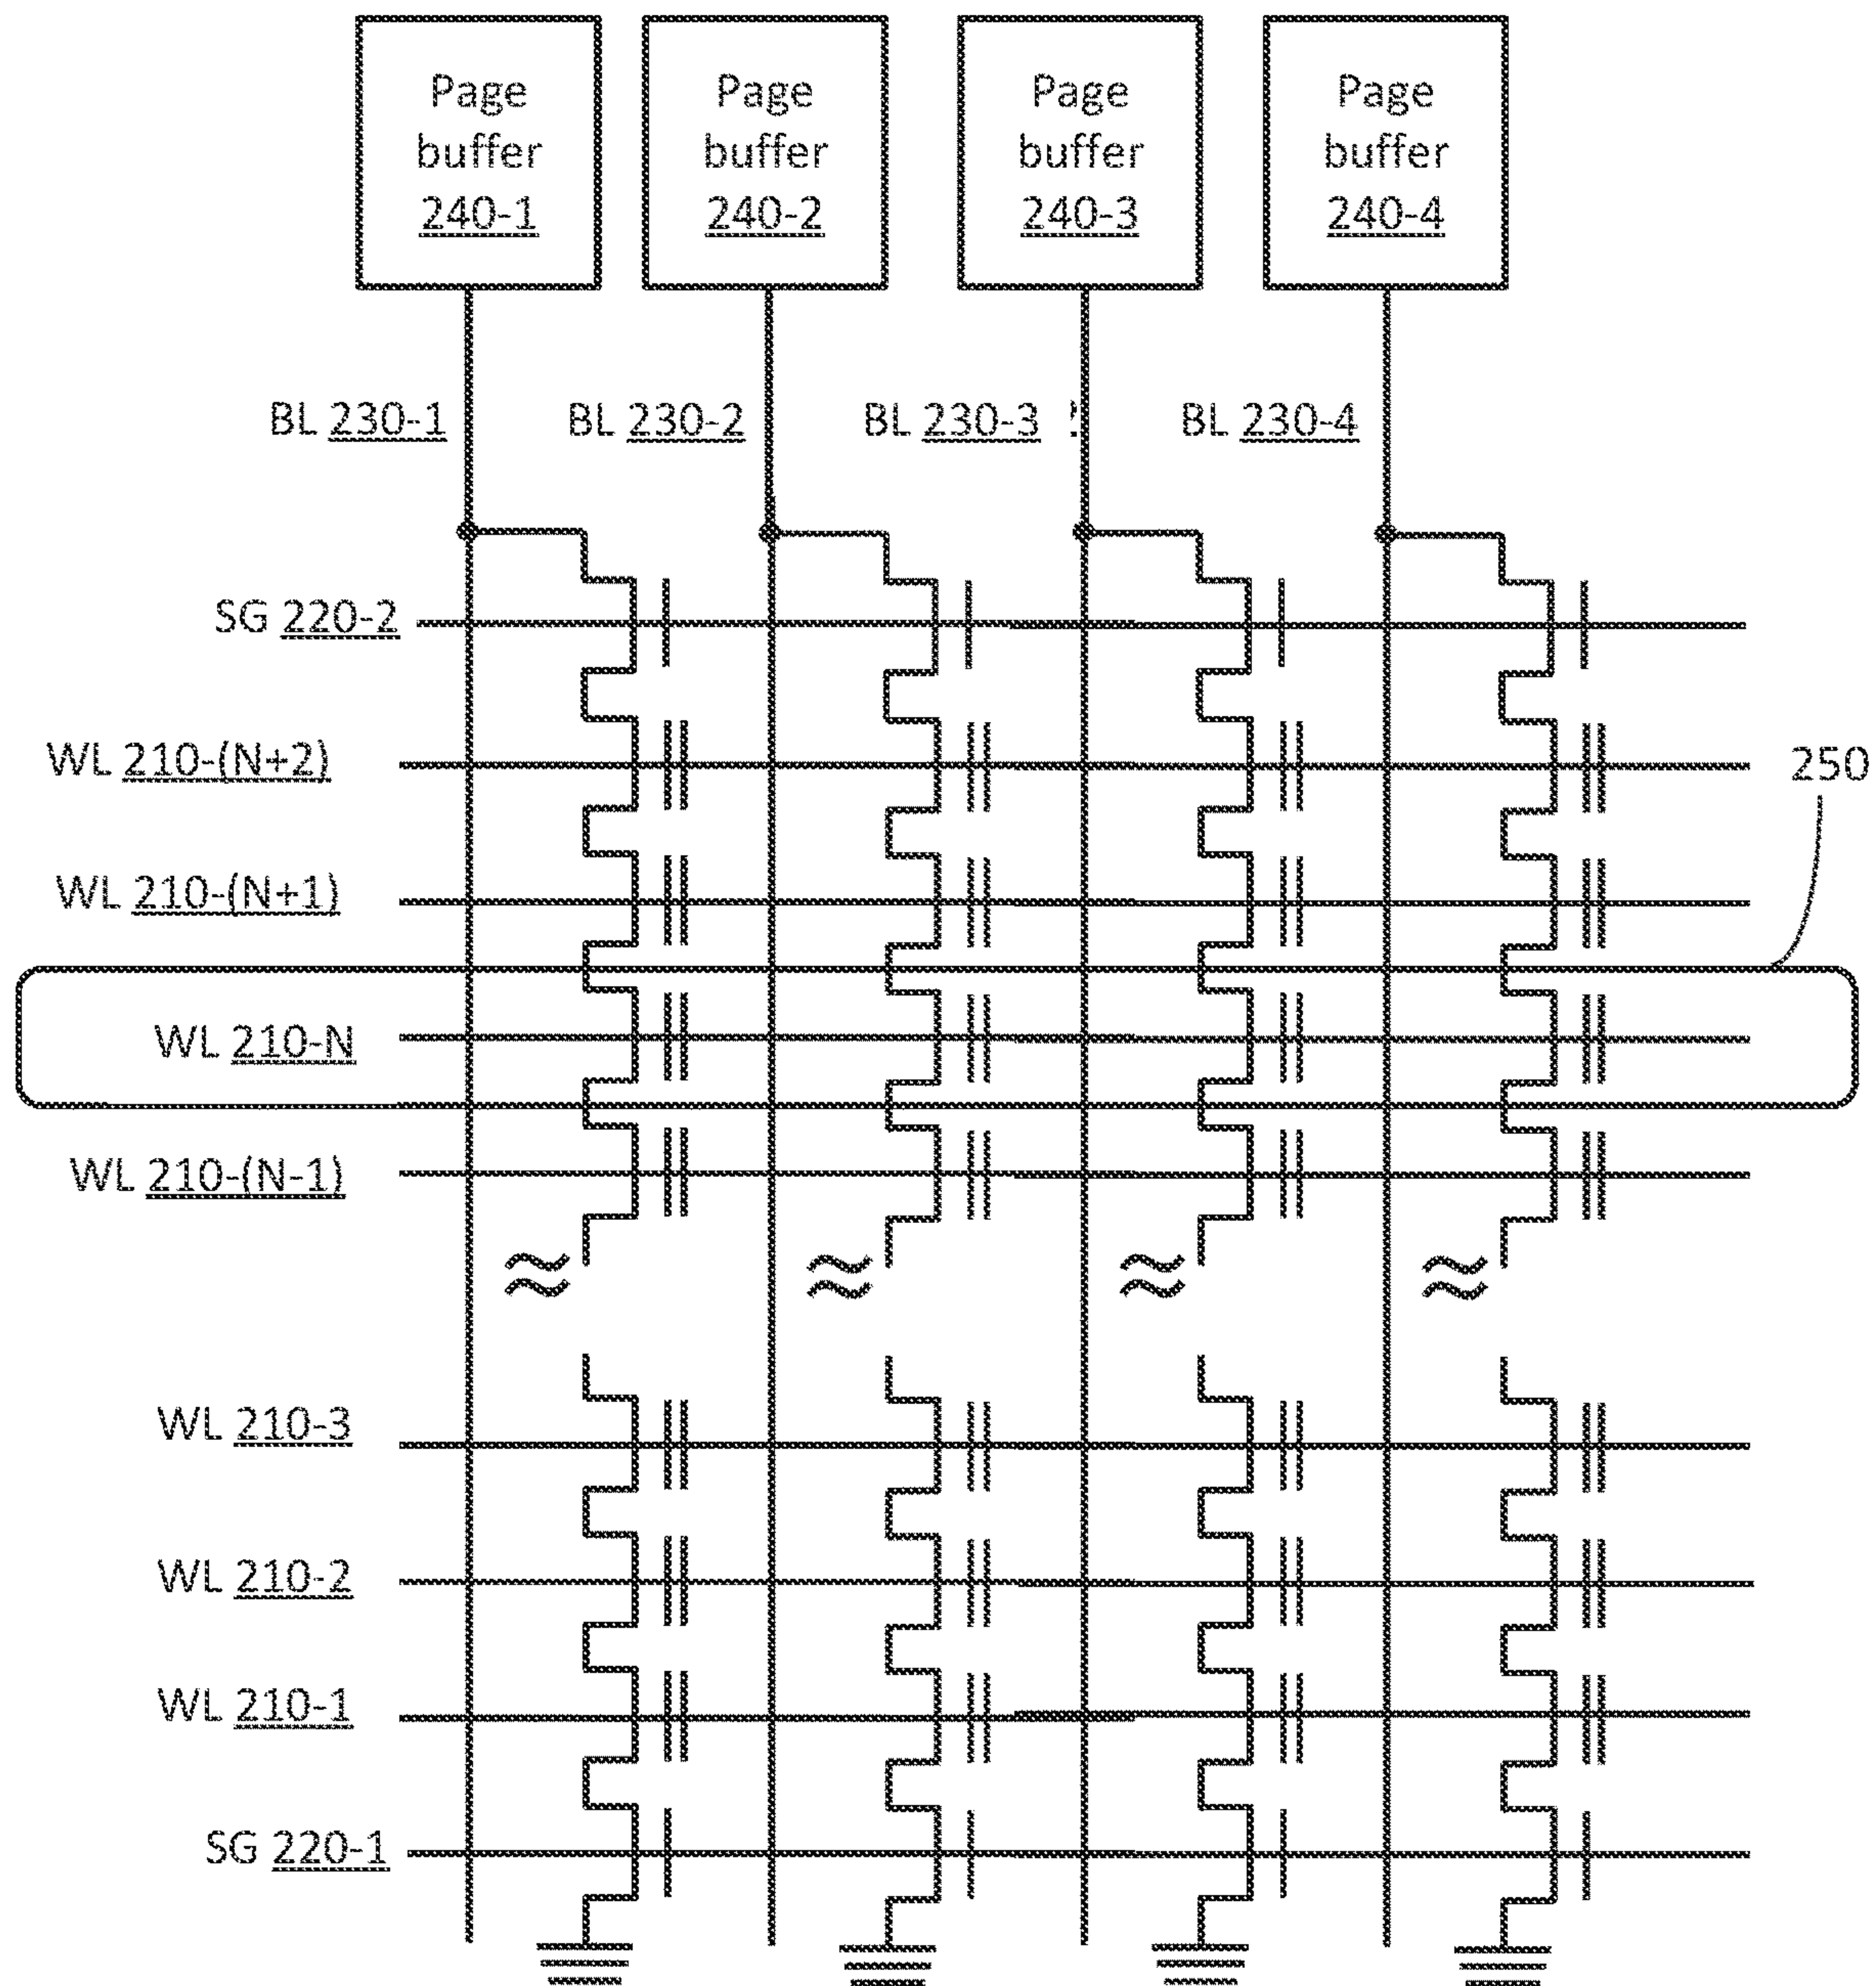 Page
buffer
240-1
Page
buffer
240-2
Page
buffer
240-3
Page
buffer
240-4
BL 230-1
BL 230-2
BL 230-3
BL 230-4
SG 220-2
WL 210-(N+2)
250
WL 210-(N+1)
WL 210-N
WL 210-(N-1)
WL 210-3
WL 210-2
WL 210-1
SG 220-1